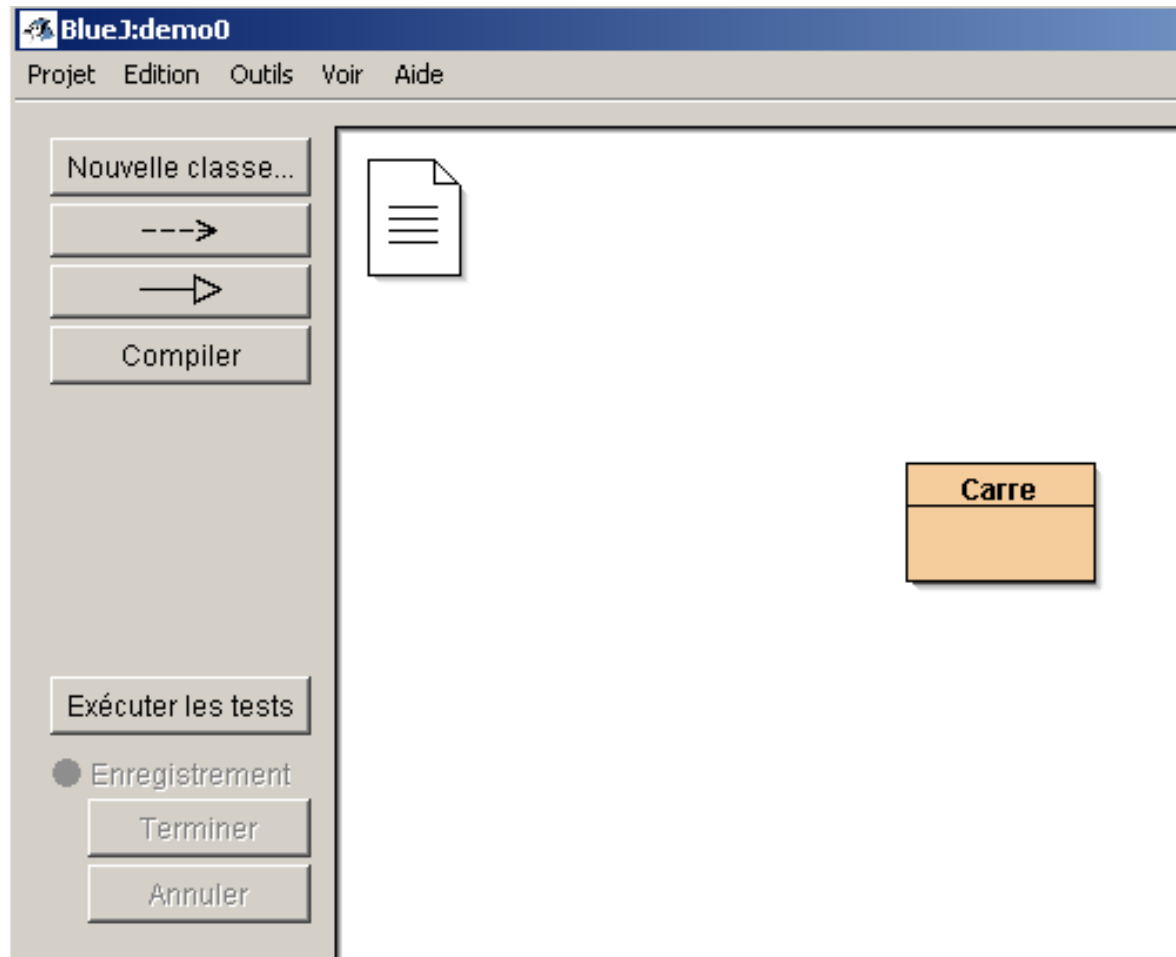 BlueJ:demo0
Projet Edition Outils Voir Aide
Nouvelle classe...
Compiler
Carre
Exécuter les tests
Enregistrement
Terminer
Annuler